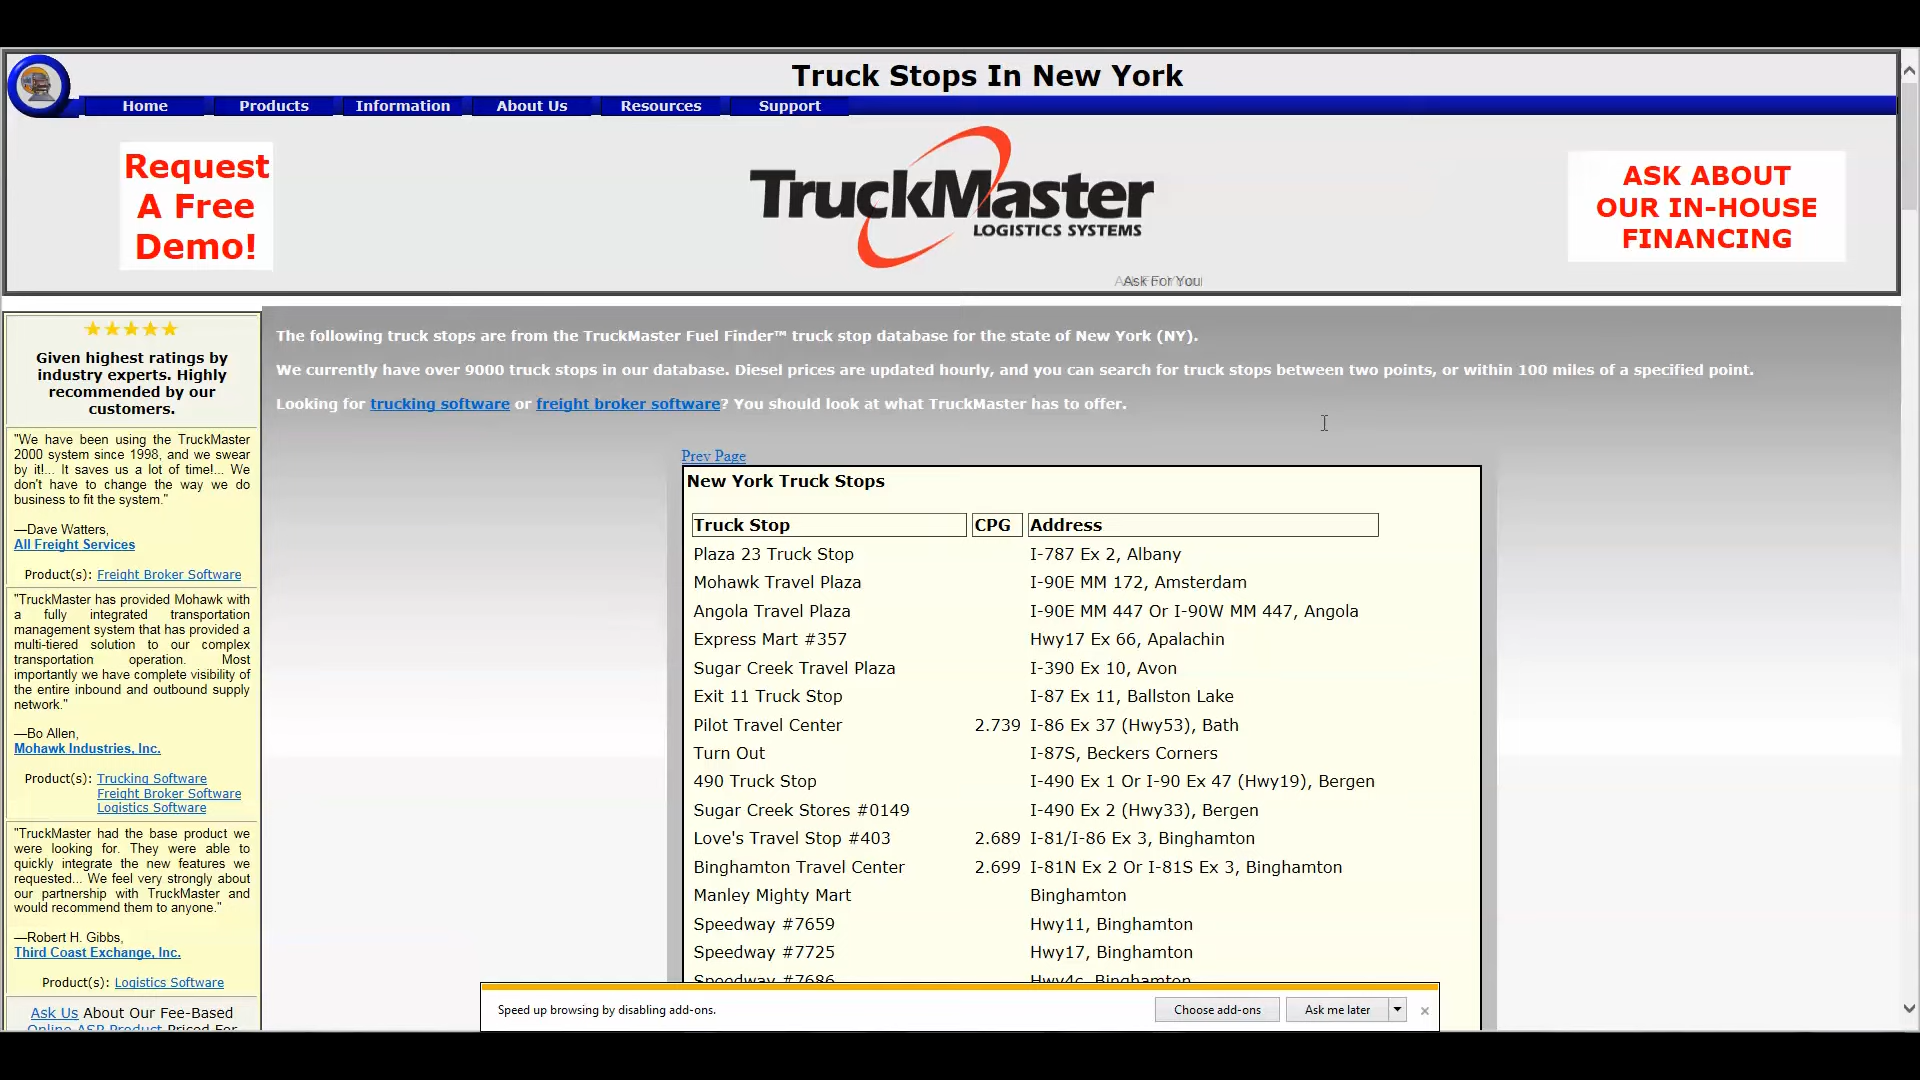 Truck Stops In New York
Home Products Information About Us Resources Support
Request
A Free
Demo!
TruckMaster
LOGISTICS SYSTEMS
ASK ABOUT
OUR IN-HOUSE
FINANCING
Ask For You
★★★★★
Given highest ratings by
industry experts. Highly
recommended by our
customers.
"We have been using the TruckMaster
2000 system since 1998, and we swear
by it!... It saves us a lot of time!... We
don't have to change the way we do
business to fit the system."
—Dave Watters,
All Freight Services
Product(s): Freight Broker Software
"TruckMaster has provided Mohawk with
a fully integrated transportation
management system that has provided a
multi-tiered solution to our complex
transportation operation. Most
importantly we have complete visibility of
the entire inbound and outbound supply
network."
—Bo Allen,
Mohawk Industries, Inc.
Product(s): Trucking Software
Freight Broker Software
Logistics Software
"TruckMaster had the base product we
were looking for. They were able to
quickly integrate the new features we
requested... We feel very strongly about
our partnership with TruckMaster and
would recommend them to anyone."
—Robert H. Gibbs,
Third Coast Exchange, Inc.
Product(s): Logistics Software
Ask Us About Our Fee-Based
Online ASP Product Priced For
The following truck stops are from the TruckMaster Fuel Finder™ truck stop database for the state of New York (NY).
We currently have over 9000 truck stops in our database. Diesel prices are updated hourly, and you can search for truck stops between two points, or within 100 miles of a specified point.
Looking for trucking software or freight broker software? You should look at what TruckMaster has to offer.
Prev Page
New York Truck Stops
Truck Stop CPG Address
Plaza 23 Truck Stop I-787 Ex 2, Albany
Mohawk Travel Plaza I-90E MM 172, Amsterdam
Angola Travel Plaza I-90E MM 447 Or I-90W MM 447, Angola
Express Mart #357 Hwy17 Ex 66, Apalachin
Sugar Creek Travel Plaza I-390 Ex 10, Avon
Exit 11 Truck Stop I-87 Ex 11, Ballston Lake
Pilot Travel Center 2.739 I-86 Ex 37 (Hwy53), Bath
Turn Out I-87S, Beckers Corners
490 Truck Stop I-490 Ex 1 Or I-90 Ex 47 (Hwy19), Bergen
Sugar Creek Stores #0149 I-490 Ex 2 (Hwy33), Bergen
Love's Travel Stop #403 2.689 I-81/I-86 Ex 3, Binghamton
Binghamton Travel Center 2.699 I-81N Ex 2 Or I-81S Ex 3, Binghamton
Manley Mighty Mart Binghamton
Speedway #7659 Hwy11, Binghamton
Speedway #7725 Hwy17, Binghamton
Speedway #7686 Hwy4c, Binghamton
Speed up browsing by disabling add-ons. Choose add-ons Ask me later